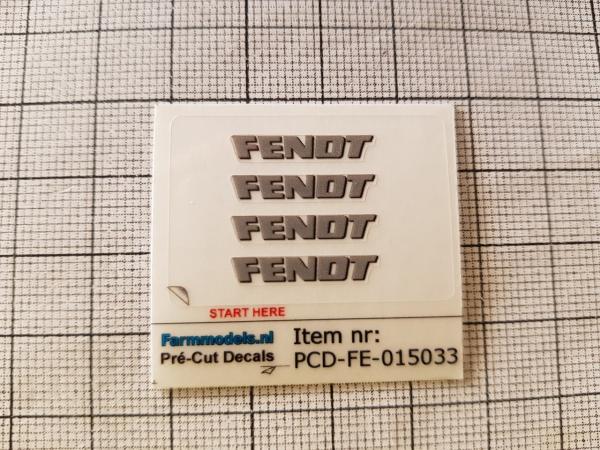 FENDT
FENDT
FENDT
FENDT
START HERE
Farmmodels.nl
Pré-Cut Decals
Item nr:
PCD-FE-015033